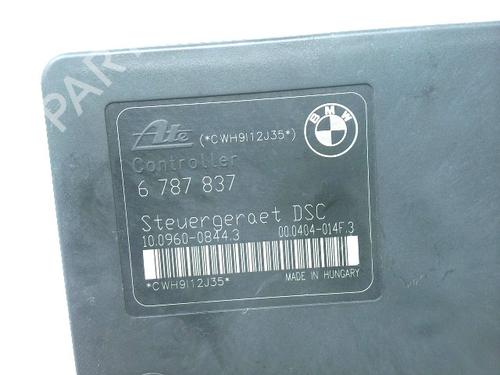 Ate (*CWH9I12J35*) BMW
Controller
6 787 837
Steuergeraet DSC
10.0960-0844.3 00.0404-014F.3
MADE IN HUNGARY
*CWH9I12J35*